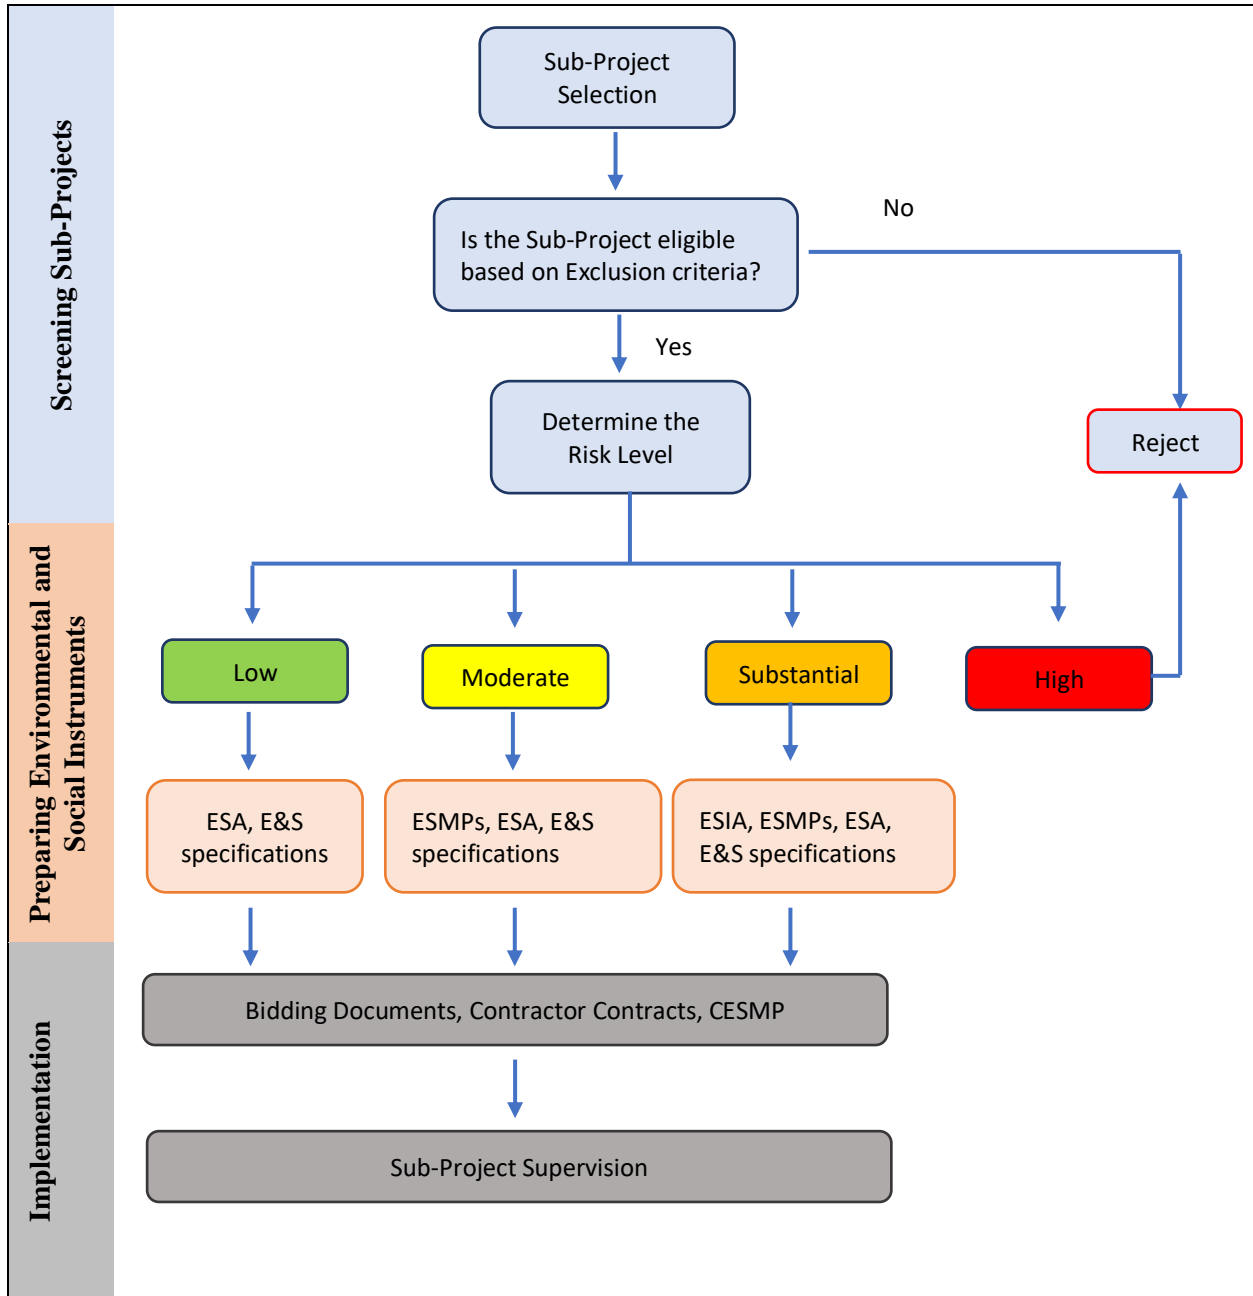 Screening Sub-Projects
Sub-Project
Selection
No
Is the Sub-Project eligible
based on Exclusion criteria?
Yes
Determine the
Risk Level
Reject
Preparing Environmental and
Social Instruments
Low
Moderate
Substantial
High
ESA, E&S
specifications
ESMPs, ESA, E&S
specifications
ESIA, ESMPs, ESA,
E&S specifications
Implementation
Bidding Documents, Contractor Contracts, CESMP
Sub-Project Supervision